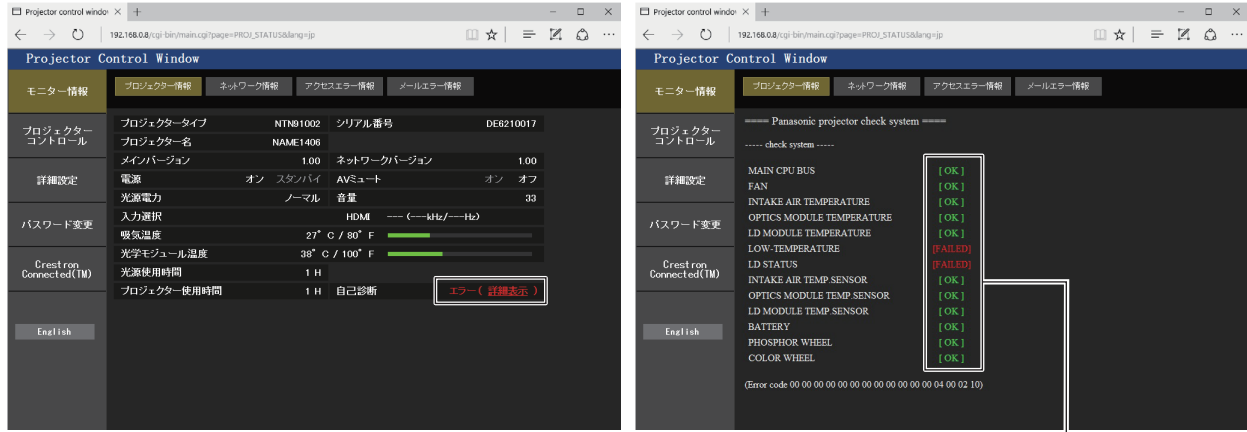 Projector control windov
192.168.0.8/cgi-bin/main.cgi?page=PROJ_STATUS&lang=jp
Projector Control Window
モニター情報
プロジェクター
コントロール
詳細設定
パスワード変更
Crestron
Connected(TM)
English
プロジェクター情報 ネットワーク情報 アクセスエラー情報 メールエラー情報
プロジェクタータイプ NTN91002 シリアル番号 DE6210017
プロジェクター名 NAME1406
メインバージョン 1.00 ネットワークバージョン 1.00
電源 オン スタンバイ AVミュート オン オフ
光源電力 ノーマル 音量 33
入力選択 HDMI --- (---kHz/---Hz)
吸気温度 27° C / 80° F
光学モジュール温度 38° C / 100° F
光源使用時間 1 H
プロジェクター使用時間 1 H 自己診断 エラー( 詳細表示 )
Projector control windov
192.168.0.8/cgi-bin/main.cgi?page=PROJ_STATUS&lang=jp
Projector Control Window
モニター情報
プロジェクター
コントロール
詳細設定
パスワード変更
Crestron
Connected(TM)
English
プロジェクター情報 ネットワーク情報 アクセスエラー情報 メールエラー情報
==== Panasonic projector check system ====
----- check system -----
MAIN CPU BUS [ OK ]
FAN [ OK ]
INTAKE AIR TEMPERATURE [ OK ]
OPTICS MODULE TEMPERATURE [ OK ]
LD MODULE TEMPERATURE [ OK ]
LOW-TEMPERATURE [FAILED]
LD STATUS [FAILED]
INTAKE AIR TEMP.SENSOR [ OK ]
OPTICS MODULE TEMP.SENSOR [ OK ]
LD MODULE TEMP.SENSOR [ OK ]
BATTERY [ OK ]
PHOSPHOR WHEEL [ OK ]
COLOR WHEEL [ OK ]
(Error code 00 00 00 00 00 00 00 00 00 00 00 00 04 00 02 10)